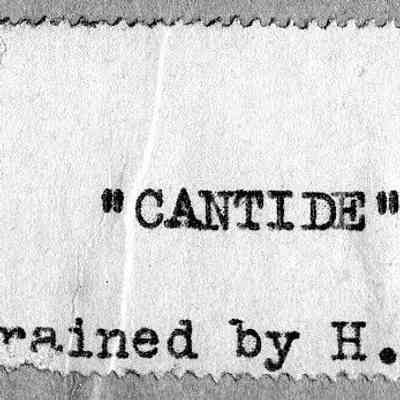 "CANTIDE"
rained by H.